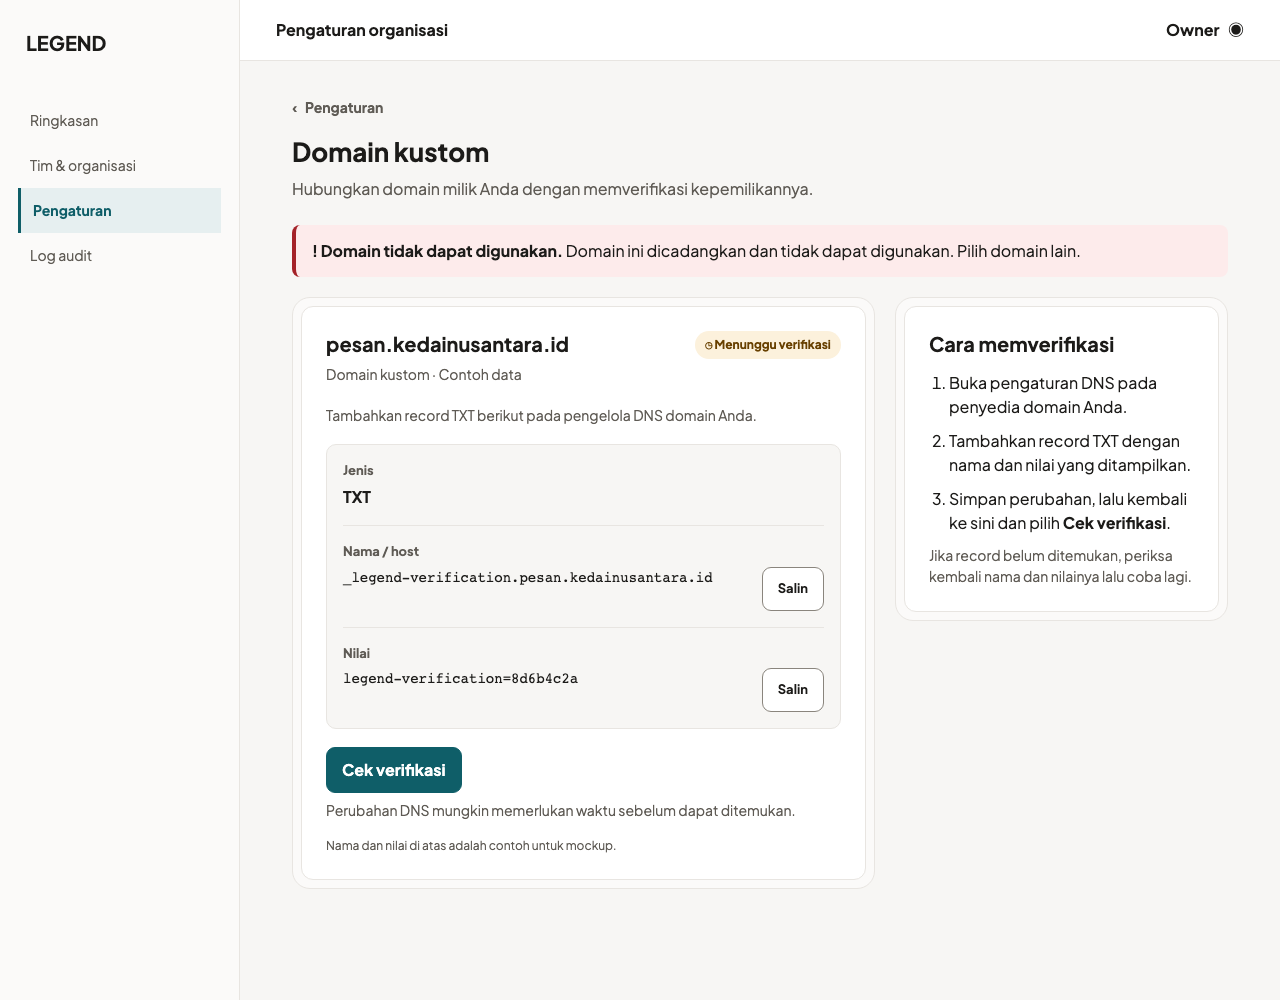 LEGEND
Ringkasan
Tim & organisasi
Pengaturan
Log audit
Pengaturan organisasi
Owner
‹ Pengaturan
Domain kustom
Hubungkan domain milik Anda dengan memverifikasi kepemilikannya.
! Domain tidak dapat digunakan. Domain ini dicadangkan dan tidak dapat digunakan. Pilih domain lain.
pesan.kedainusantara.id
Menunggu verifikasi
Domain kustom · Contoh data
Tambahkan record TXT berikut pada pengelola DNS domain Anda.
Jenis
TXT
Nama / host
_legend-verification.pesan.kedainusantara.id
Salin
Nilai
legend-verification=8d6b4c2a
Salin
Cek verifikasi
Perubahan DNS mungkin memerlukan waktu sebelum dapat ditemukan.
Nama dan nilai di atas adalah contoh untuk mockup.
Cara memverifikasi
1. Buka pengaturan DNS pada
penyedia domain Anda.
2. Tambahkan record TXT dengan
nama dan nilai yang ditampilkan.
3. Simpan perubahan, lalu kembali
ke sini dan pilih Cek verifikasi.
Jika record belum ditemukan, periksa
kembali nama dan nilainya lalu coba lagi.